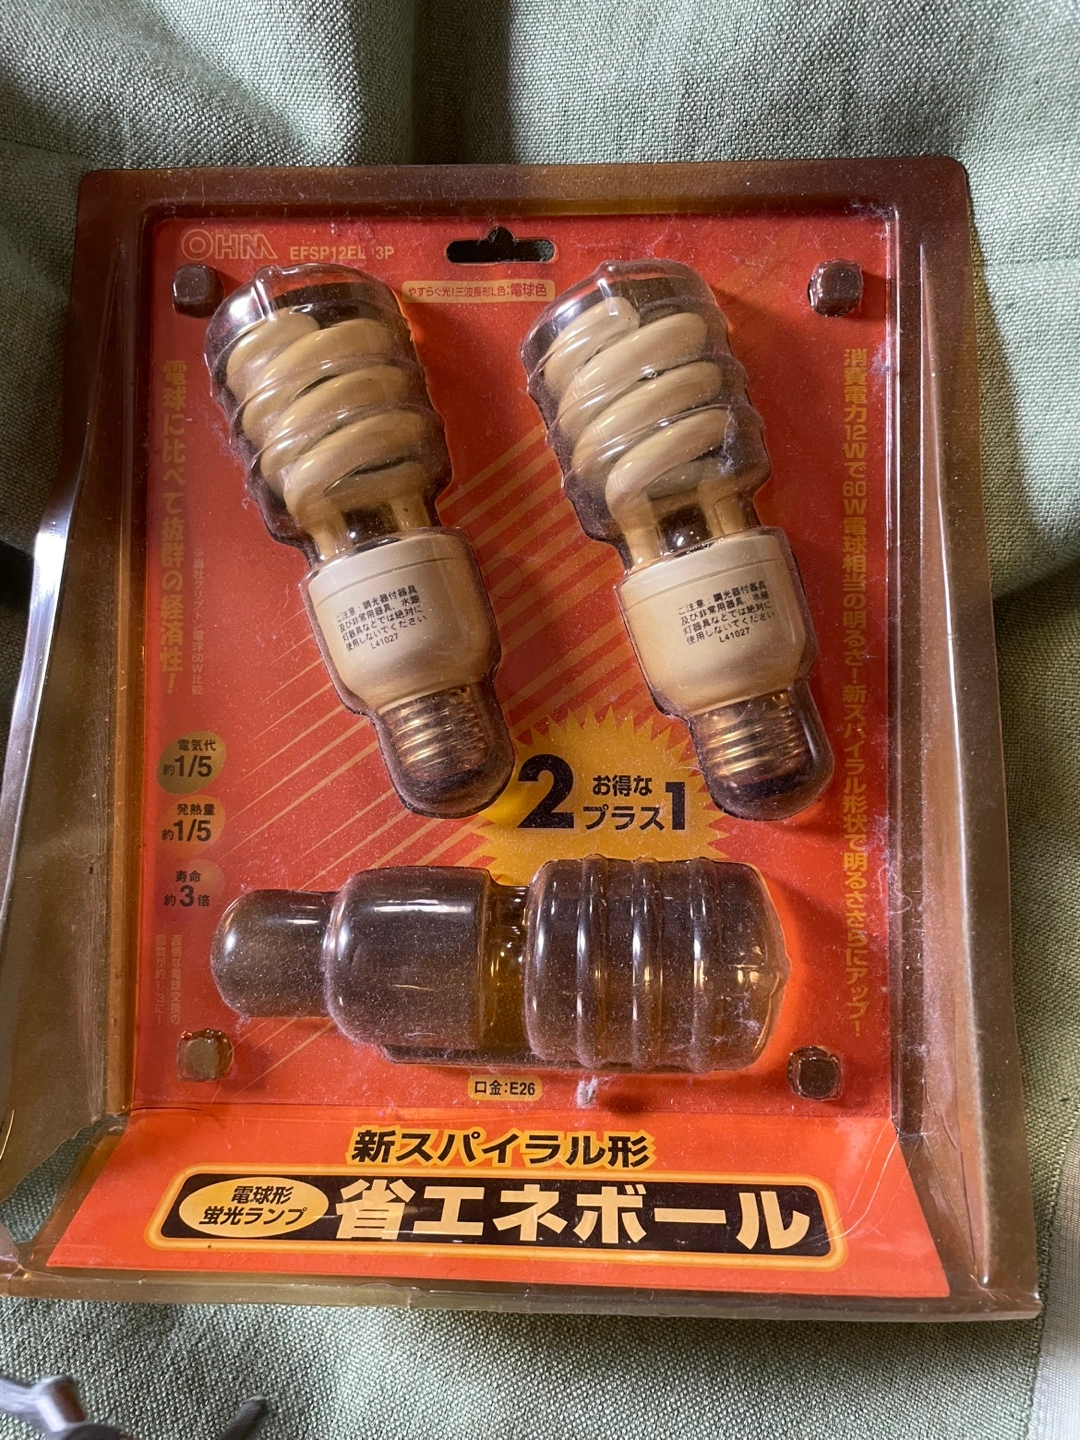 OHM
EFSP12EL 3P
やすらぐ光!三波長形L色:電球色
電球に比べて抜群の経済性!
消費電力12Wで60W電球相当の明るさ!新スパイラル形状で明るささらにアップ!
ご注意:調光器付器具
及び非常用器具、水銀
灯器具などでは絶対に
使用しないでください
L41027
ご注意:調光器付器具
及び非常用器具、水銀
灯器具などでは絶対に
使用しないでください
L41027
電気代
約1/5
発熱量
約1/5
寿命
約3倍
2 お得な
プラス1
口金:E26
新スパイラル形
電球形
蛍光ランプ
省エネボール